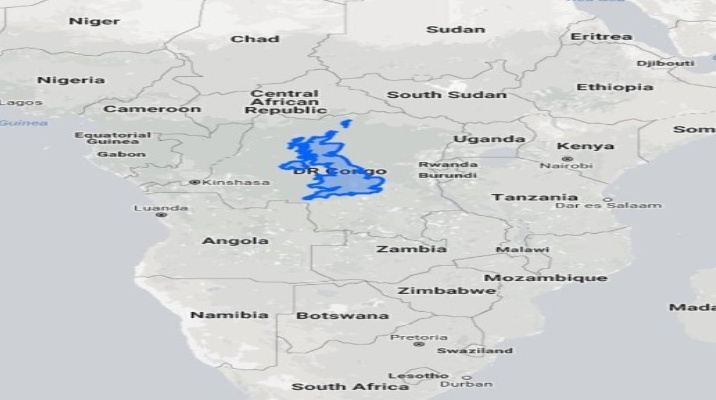 Niger
Chad
Sudan
Eritrea
Djibouti
Nigeria
Lagos
Guinea
Cameroon
Central
African
Republic
South Sudan
Ethiopia
Som
Equatorial
Guinea
Gabon
Uganda
Kenya
Nairobi
DR Congo
Rwanda
Burundi
Kinshasa
Tanzania
Dar es Salaam
Luanda
Angola
Zambia
Malawi
Mozambique
Zimbabwe
Namibia
Botswana
Mada
Pretoria
Swaziland
Lesotho
Durban
South Africa